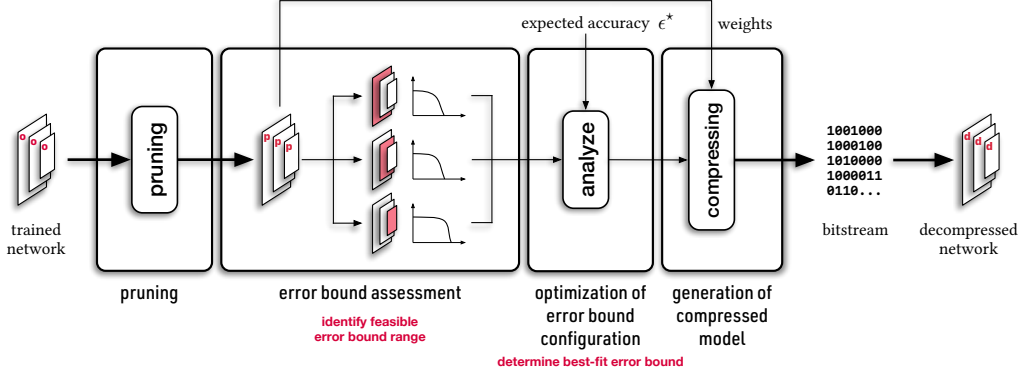 expected accuracy ϵ*
weights
o o o
pruning
p p p
analyze
compressing
1001000
1000100
1010000
1000011
0110...
d d d
trained
network
bitstream
decompressed
network
pruning
error bound assessment
optimization of
error bound
configuration
generation of
compressed
model
identify feasible
error bound range
determine best-fit error bound